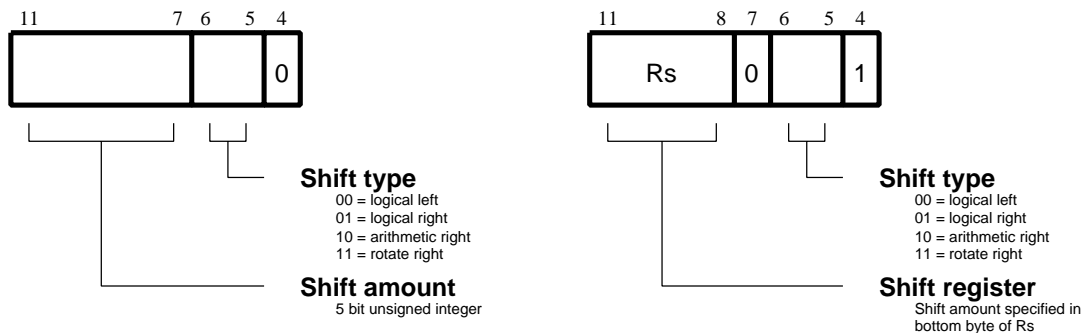 11 7 6 5 4
0
Shift type
00 = logical left
01 = logical right
10 = arithmetic right
11 = rotate right
Shift amount
5 bit unsigned integer
11 8 7 6 5 4
Rs 0 1
Shift type
00 = logical left
01 = logical right
10 = arithmetic right
11 = rotate right
Shift register
Shift amount specified in
bottom byte of Rs